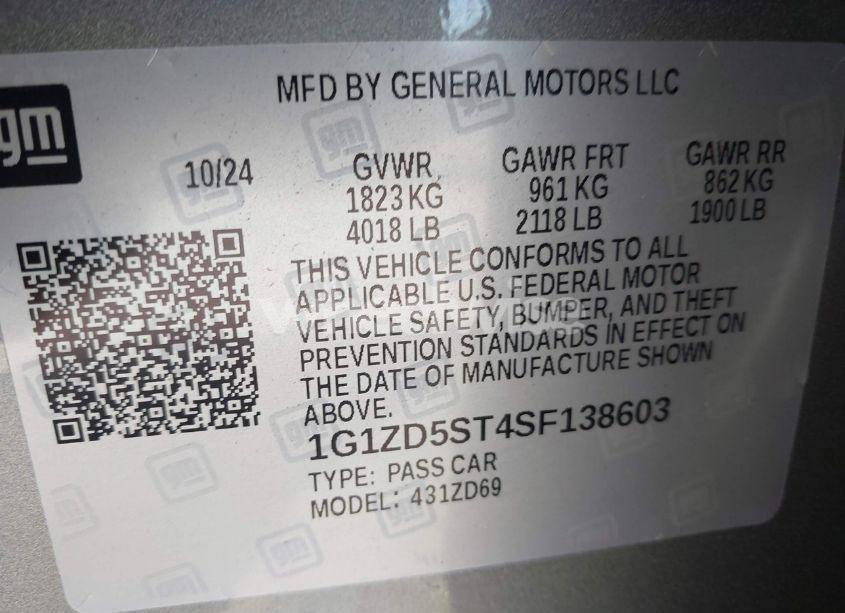 MFD BY GENERAL MOTORS LLC
gm
10/24
GVWR GAWR FRT GAWR RR
1823 KG 961 KG 862 KG
4018 LB 2118 LB 1900 LB
THIS VEHICLE CONFORMS TO ALL
APPLICABLE U.S. FEDERAL MOTOR
VEHICLE SAFETY, BUMPER, AND THEFT
PREVENTION STANDARDS IN EFFECT ON
THE DATE OF MANUFACTURE SHOWN
ABOVE.
1G1ZD5ST4SF138603
TYPE: PASS CAR
MODEL: 431ZD69